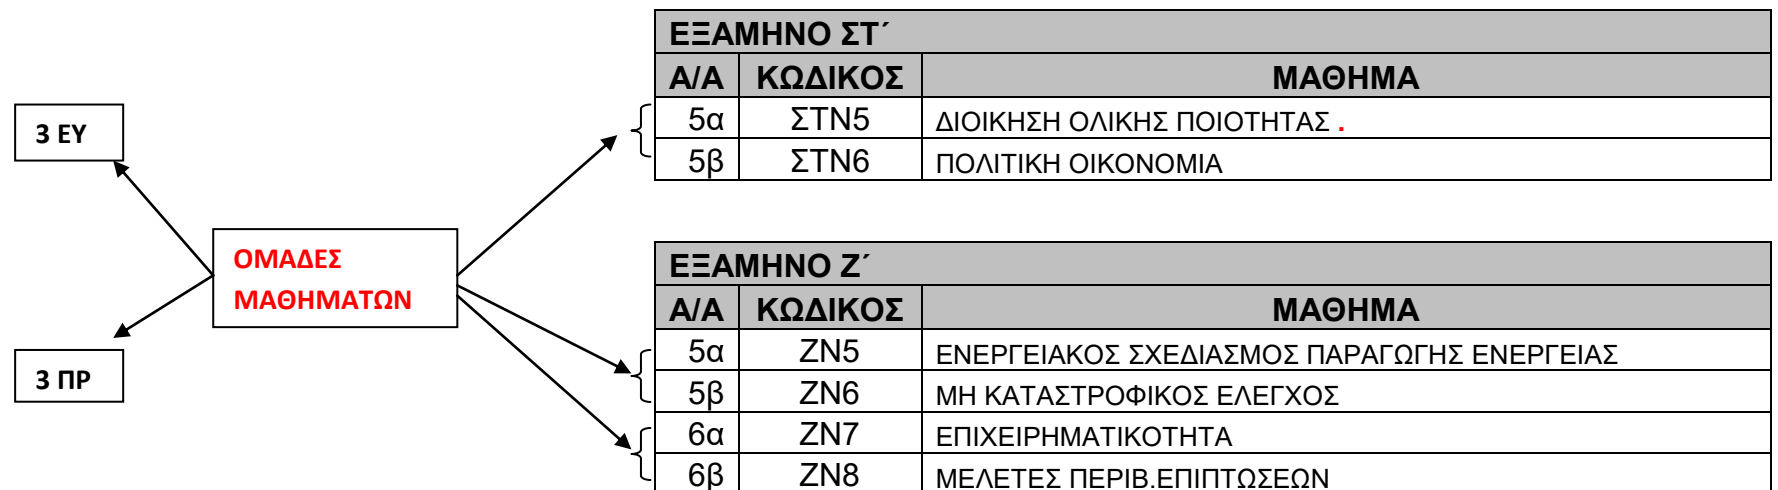 ΕΞΑΜΗΝΟ ΣΤ΄
Α/Α ΚΩΔΙΚΟΣ ΜΑΘΗΜΑ
5α ΣΤΝ5 ΔΙΟΙΚΗΣΗ ΟΛΙΚΗΣ ΠΟΙΟΤΗΤΑΣ .
5β ΣΤΝ6 ΠΟΛΙΤΙΚΗ ΟΙΚΟΝΟΜΙΑ
3 ΕΥ
ΟΜΑΔΕΣ
ΜΑΘΗΜΑΤΩΝ
3 ΠΡ
ΕΞΑΜΗΝΟ Ζ΄
Α/Α ΚΩΔΙΚΟΣ ΜΑΘΗΜΑ
5α ΖΝ5 ΕΝΕΡΓΕΙΑΚΟΣ ΣΧΕΔΙΑΣΜΟΣ ΠΑΡΑΓΩΓΗΣ ΕΝΕΡΓΕΙΑΣ
5β ΖΝ6 ΜΗ ΚΑΤΑΣΤΡΟΦΙΚΟΣ ΕΛΕΓΧΟΣ
6α ΖΝ7 ΕΠΙΧΕΙΡΗΜΑΤΙΚΟΤΗΤΑ
6β ΖΝ8 ΜΕΛΕΤΕΣ ΠΕΡΙΒ.ΕΠΙΠΤΩΣΕΩΝ